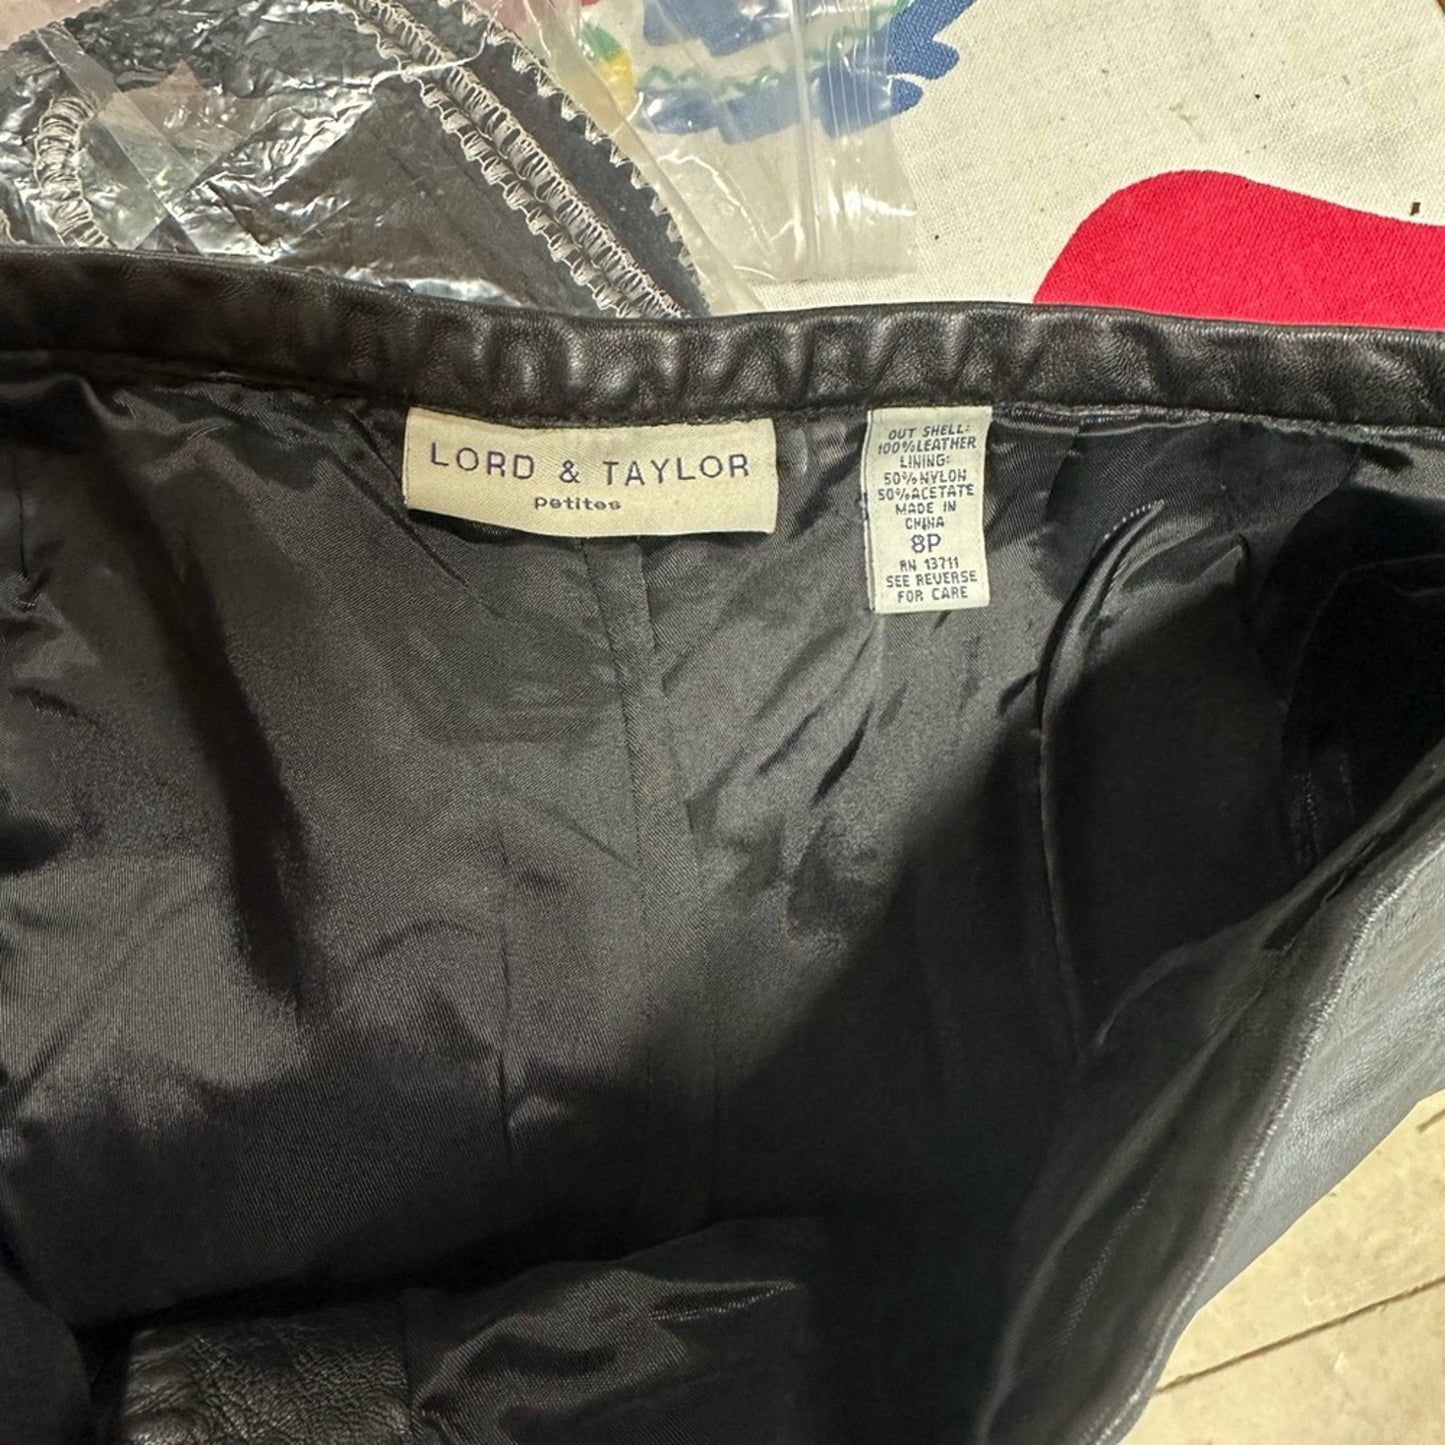 LORD & TAYLOR
petites
OUT SHELL:
100%LEATHER
LINING:
50%NYLON
50%ACETATE
MADE IN
CHINA
8P
RN 13711
SEE REVERSE
FOR CARE